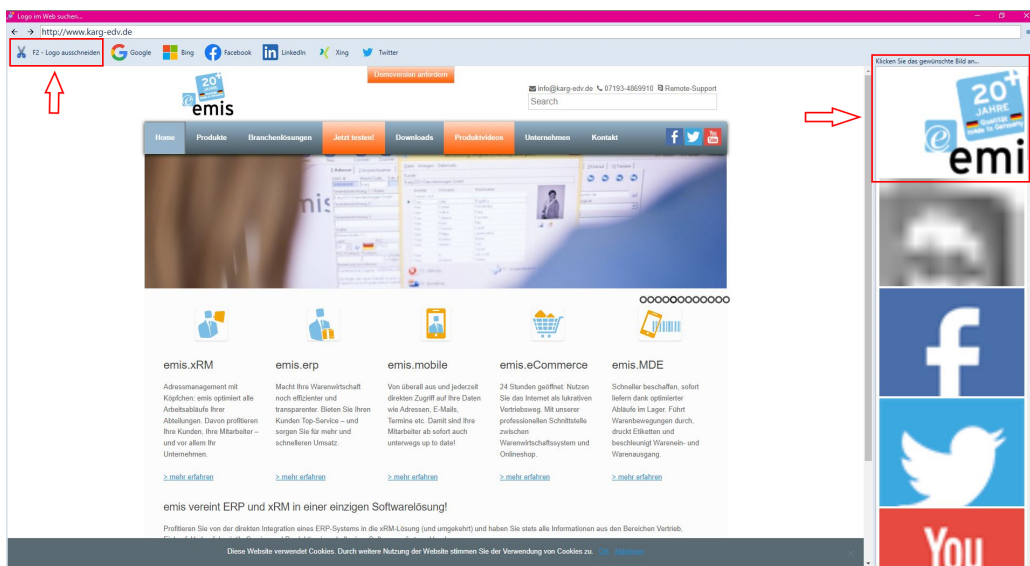 Logo im Web suchen...
http://www.karg-edv.de
F2 - Logo ausschneiden Google Bing Facebook LinkedIn Xing Twitter
Klicken Sie das gewünschte Bild an...
Demoversion anfordern
20+
emis
info@karg-edv.de 07193-4869910 Remote-Support
Search
Home Produkte Branchenlösungen Jetzt testen! Downloads Produktvideos Unternehmen Kontakt
20+
JAHRE
Qualität
made in Germany
emi
emis.xRM
Adressmanagement mit
Köpfchen: emis optimiert alle
Arbeitsabläufe Ihrer
Abteilungen. Davon profitieren
Ihre Kunden, Ihre Mitarbeiter –
und vor allem Ihr
Unternehmen.
> mehr erfahren
emis.erp
Macht Ihre Warenwirtschaft
noch effizienter und
transparenter. Bieten Sie Ihren
Kunden Top-Service – und
sorgen Sie für mehr und
schnelleren Umsatz.
> mehr erfahren
emis.mobile
Von überall aus und jederzeit
direkten Zugriff auf Ihre Daten
wie Adressen, E-Mails,
Termine etc. Damit sind Ihre
Mitarbeiter ab sofort auch
unterwegs up to date!
> mehr erfahren
emis.eCommerce
24 Stunden geöffnet: Nutzen
Sie das Internet als lukrativen
Vertriebsweg. Mit unserer
professionellen Schnittstelle
zwischen
Warenwirtschaftssystem und
Onlineshop.
> mehr erfahren
emis.MDE
Schneller beschaffen, sofort
liefern dank optimierter
Abläufe im Lager. Führt
Warenbewegungen durch,
druckt Etiketten und
beschleunigt Warenein- und
Warenausgang.
> mehr erfahren
emis vereint ERP und xRM in einer einzigen Softwarelösung!
Profitieren Sie von der direkten Integration eines ERP-Systems in die xRM-Lösung (und umgekehrt) und haben Sie stets alle Informationen aus den Bereichen Vertrieb,
Diese Website verwendet Cookies. Durch weitere Nutzung der Website stimmen Sie der Verwendung von Cookies zu.
You